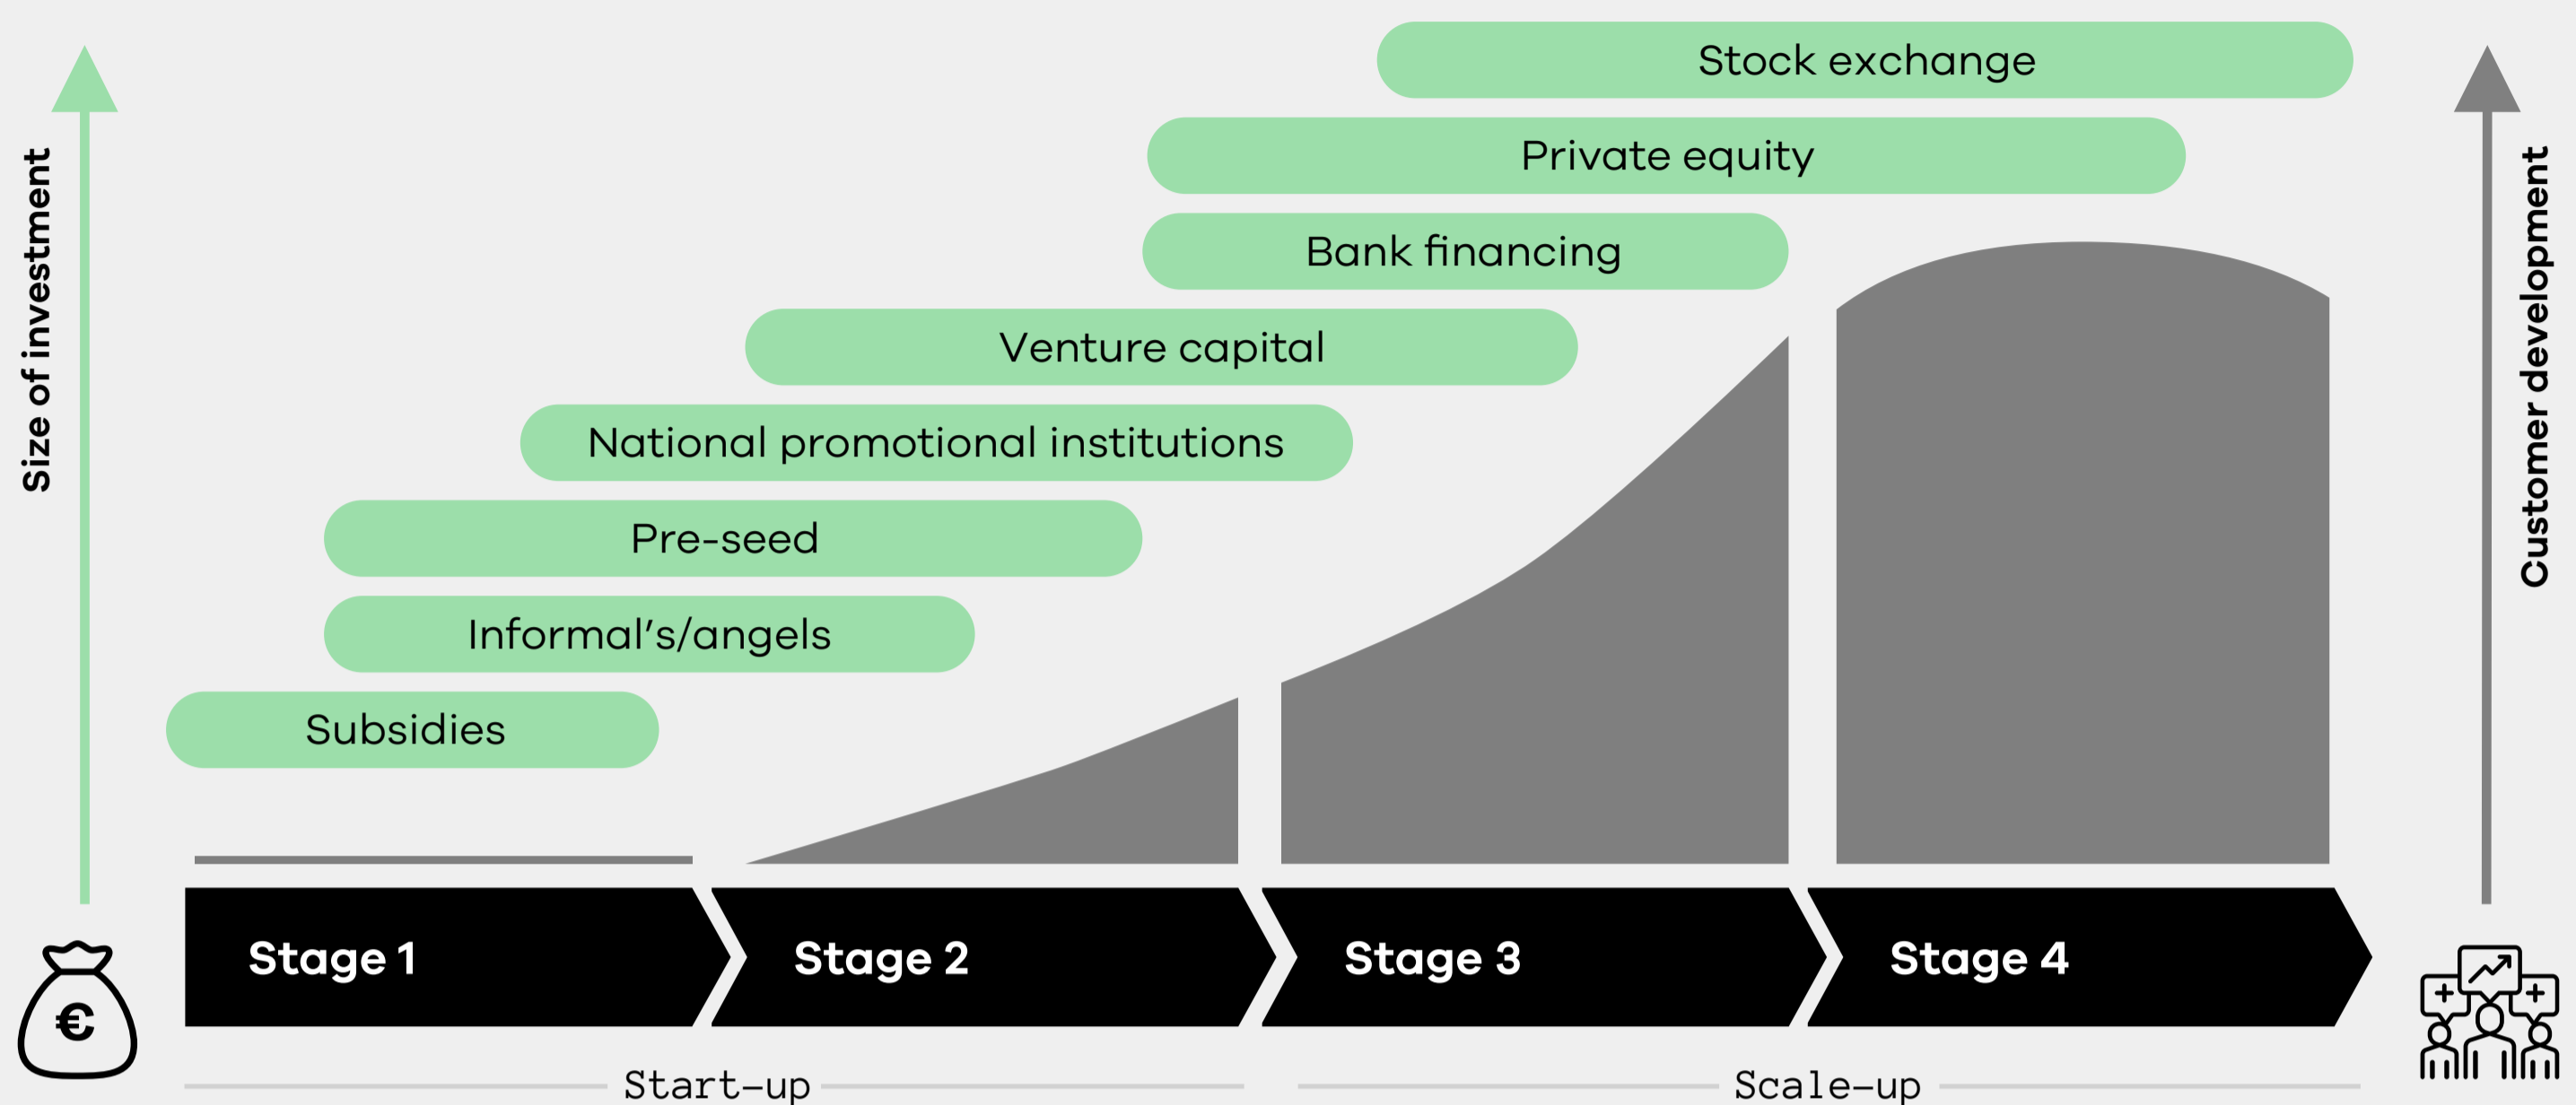 Stock exchange
Private equity
Bank financing
Venture capital
National promotional institutions
Pre-seed
Informal’s/angels
Subsidies
Size of investment
Customer development
€
Stage 1
Stage 2
Stage 3
Stage 4
Start-up
Scale-up